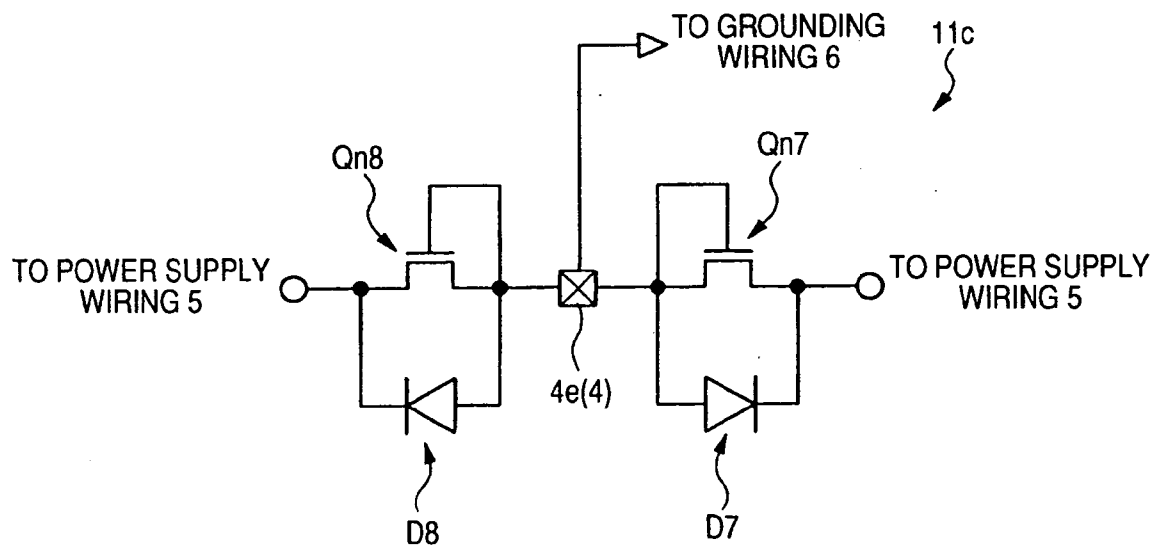 TO GROUNDING
WIRING 6
11c
Qn8
Qn7
TO POWER SUPPLY
WIRING 5
TO POWER SUPPLY
WIRING 5
4e(4)
D8
D7